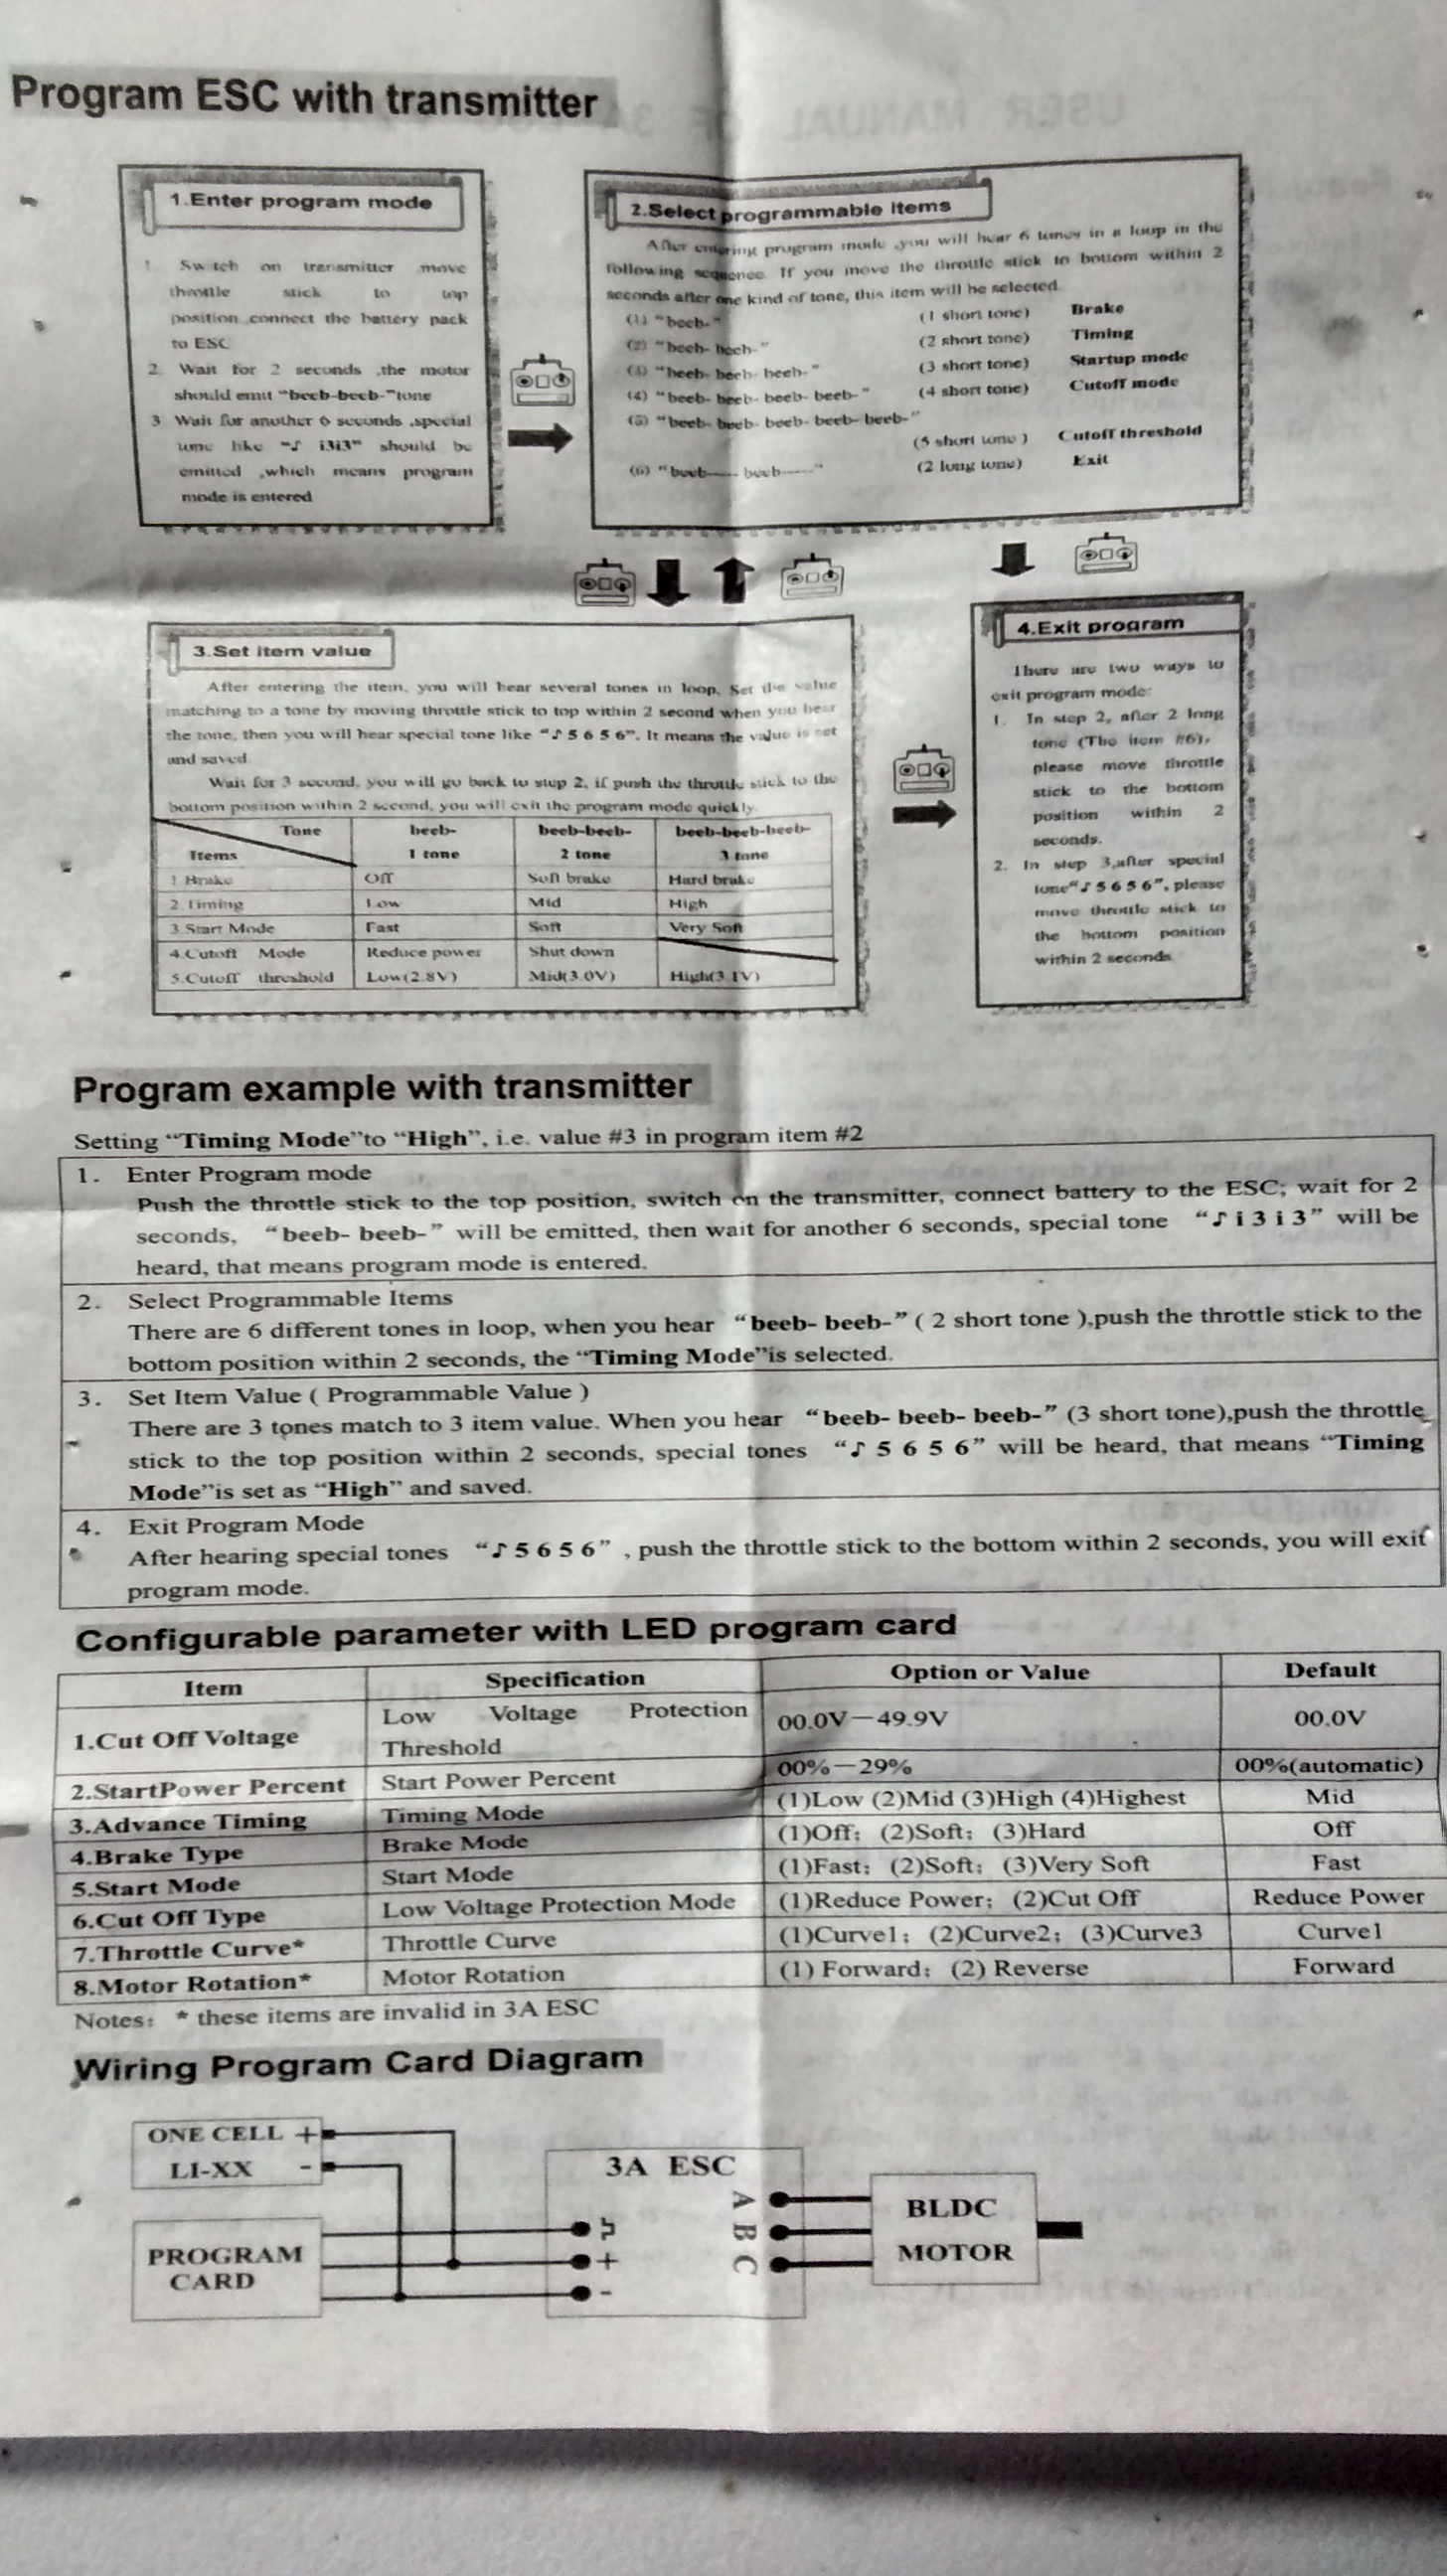 Program ESC with transmitter
1.Enter program mode
1. Switch on transmitter ,move
throttle stick to top
position ,connect the battery pack
to ESC
2. Wait for 2 seconds ,the motor
should emit "beeb-beeb-"tone
3 Wait for another 6 seconds ,special
tone like "♪ i3i3" should be
emitted ,which means program
mode is entered
2.Select programmable items
After entering program mode ,you will hear 6 tones in a loop in the
following sequence. If you move the throttle stick to bottom within 2
seconds after one kind of tone, this item will be selected.
(1) "beeb-" (1 short tone) Brake
(2) "beeb- beeb-" (2 short tone) Timing
(3) "beeb- beeb- beeb-" (3 short tone) Startup mode
(4) "beeb- beeb- beeb- beeb-" (4 short tone) Cutoff mode
(5) "beeb- beeb- beeb- beeb- beeb-"
(5 short tone ) Cutoff threshold
(6) "beeb----- beeb-----" (2 long tone) Exit
3.Set item value
After entering the item, you will hear several tones in loop, Set the value
matching to a tone by moving throttle stick to top within 2 second when you hear
the tone, then you will hear special tone like "♪ 5 6 5 6". It means the value is set
and saved.
Wait for 3 second, you will go back to step 2, if push the throttle stick to the
bottom position within 2 second, you will exit the program mode quickly.
Tone beeb- beeb-beeb- beeb-beeb-beeb-
Items 1 tone 2 tone 3 tone
1 Brake Off Soft brake Hard brake
2.Timing Low Mid High
3.Start Mode Fast Soft Very Soft
4.Cutoff Mode Reduce power Shut down
5.Cutoff threshold Low(2.8V) Mid(3.0V) High(3.1V)
4.Exit program
There are two ways to
exit program mode:
1. In step 2, after 2 long
tone (The item #6),
please move throttle
stick to the bottom
position within 2
seconds.
2. In step 3,after special
tone"♪ 5 6 5 6", please
move throttle stick to
the bottom position
within 2 seconds.
Program example with transmitter
Setting "Timing Mode"to "High", i.e. value #3 in program item #2
1. Enter Program mode
Push the throttle stick to the top position, switch on the transmitter, connect battery to the ESC; wait for 2
seconds, "beeb- beeb-" will be emitted, then wait for another 6 seconds, special tone "♪ i 3 i 3" will be
heard, that means program mode is entered.
2. Select Programmable Items
There are 6 different tones in loop, when you hear "beeb- beeb-" ( 2 short tone ),push the throttle stick to the
bottom position within 2 seconds, the "Timing Mode"is selected.
3. Set Item Value ( Programmable Value )
There are 3 tones match to 3 item value. When you hear "beeb- beeb- beeb-" (3 short tone),push the throttle
stick to the top position within 2 seconds, special tones "♪ 5 6 5 6" will be heard, that means "Timing
Mode"is set as "High" and saved.
4. Exit Program Mode
After hearing special tones "♪ 5 6 5 6" , push the throttle stick to the bottom within 2 seconds, you will exit
program mode.
Configurable parameter with LED program card
Item Specification Option or Value Default
1.Cut Off Voltage Low Voltage Protection Threshold 00.0V—49.9V 00.0V
2.StartPower Percent Start Power Percent 00%—29% 00%(automatic)
3.Advance Timing Timing Mode (1)Low (2)Mid (3)High (4)Highest Mid
4.Brake Type Brake Mode (1)Off; (2)Soft; (3)Hard Off
5.Start Mode Start Mode (1)Fast; (2)Soft; (3)Very Soft Fast
6.Cut Off Type Low Voltage Protection Mode (1)Reduce Power; (2)Cut Off Reduce Power
7.Throttle Curve* Throttle Curve (1)Curve1; (2)Curve2; (3)Curve3 Curve1
8.Motor Rotation* Motor Rotation (1) Forward; (2) Reverse Forward
Notes: * these items are invalid in 3A ESC
Wiring Program Card Diagram
ONE CELL +
LI-XX -
PROGRAM
CARD
3A ESC
+
-
A
B
C
BLDC
MOTOR